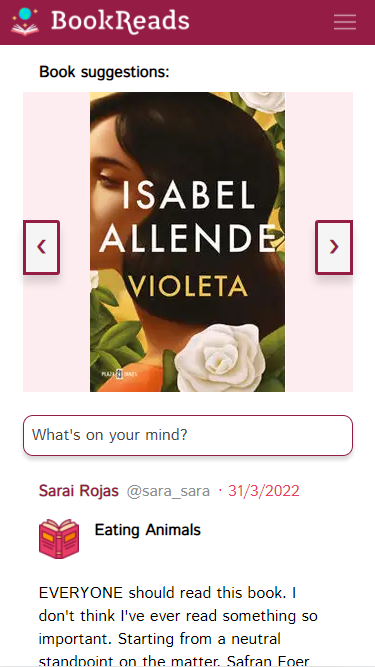 BookReads
Book suggestions:
ISABEL
ALLENDE
VIOLETA
PLAZA JANÉS
What's on your mind?
Sarai Rojas @sara_sara · 31/3/2022
Eating Animals
EVERYONE should read this book. I
don't think I've ever read something so
important. Starting from a neutral
standpoint on the matter, Safran Foer